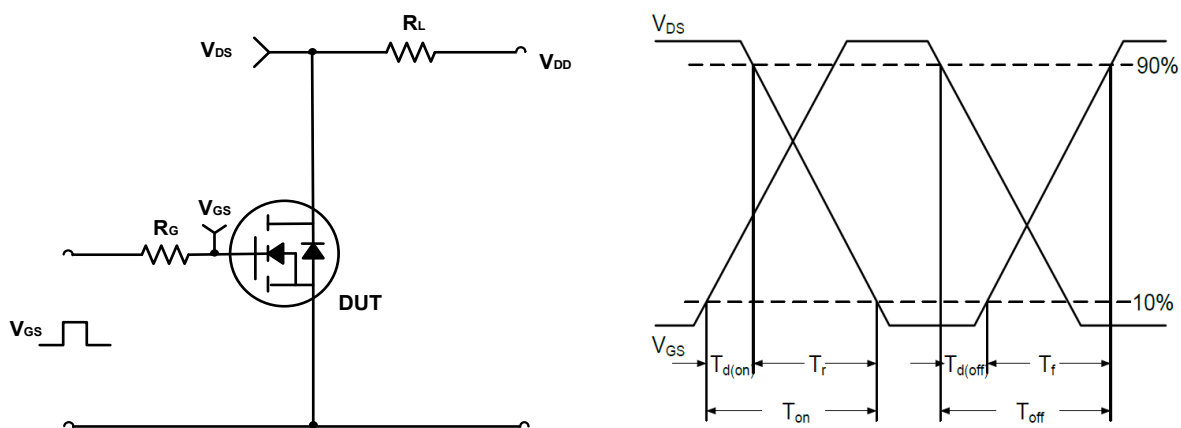 RL
VDS
VDD
VGS
RG
DUT
VGS
VDS
90%
10%
VGS
Td(on)
Tr
Td(off)
Tf
Ton
Toff